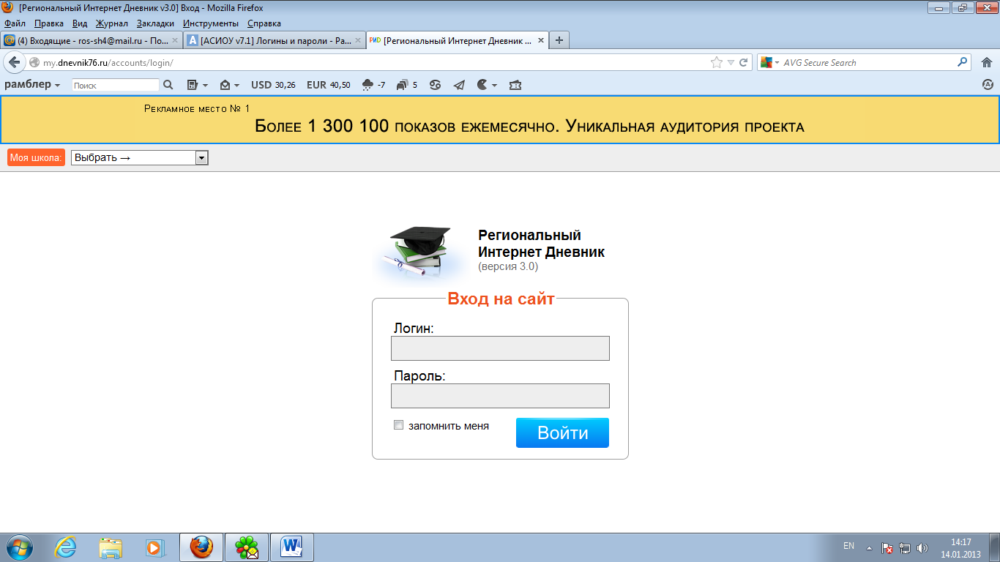 [Региональный Интернет Дневник v3.0] Вход - Mozilla Firefox
Файл Правка Вид Журнал Закладки Инструменты Справка
(4) Входящие - ros-sh4@mail.ru - По... [АСИОУ v7.1] Логины и пароли - Ра... РИD [Региональный Интернет Дневник ...
my.dnevnik76.ru/accounts/login/ AVG Secure Search
рамблер Поиск USD 30,26 EUR 40,50 -7 5
Рекламное место № 1
Более 1 300 100 показов ежемесячно. Уникальная аудитория проекта
Моя школа: Выбрать →
Региональный
Интернет Дневник
(версия 3.0)
Вход на сайт
Логин:
Пароль:
запомнить меня Войти
EN 14:17
14.01.2013